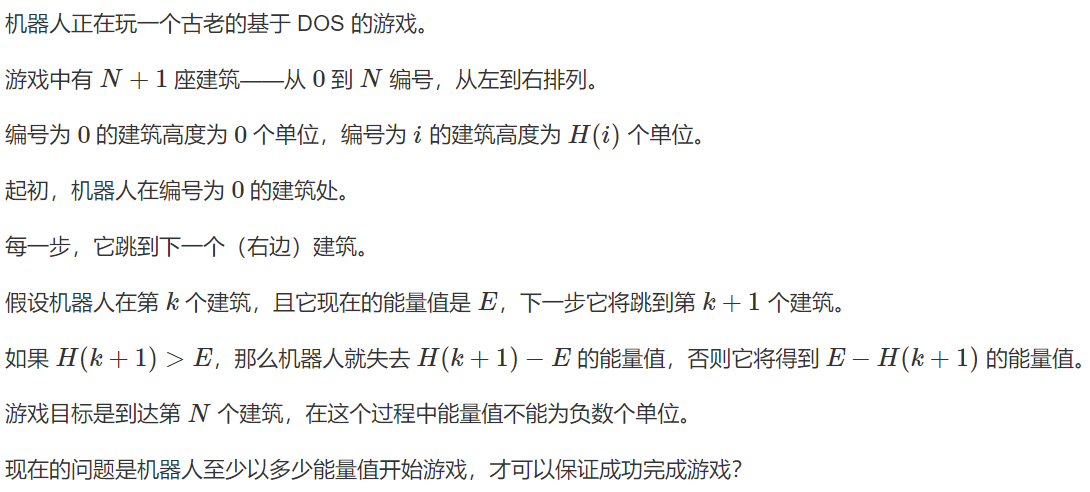 机器人正在玩一个古老的基于 DOS 的游戏。
游戏中有 N + 1 座建筑——从 0 到 N 编号，从左到右排列。
编号为 0 的建筑高度为 0 个单位，编号为 i 的建筑高度为 H(i) 个单位。
起初，机器人在编号为 0 的建筑处。
每一步，它跳到下一个（右边）建筑。
假设机器人在第 k 个建筑，且它现在的能量值是 E，下一步它将跳到第 k + 1 个建筑。
如果 H(k + 1) > E，那么机器人就失去 H(k + 1) − E 的能量值，否则它将得到 E − H(k + 1) 的能量值。
游戏目标是到达第 N 个建筑，在这个过程中能量值不能为负数个单位。
现在的问题是机器人至少以多少能量值开始游戏，才可以保证成功完成游戏？